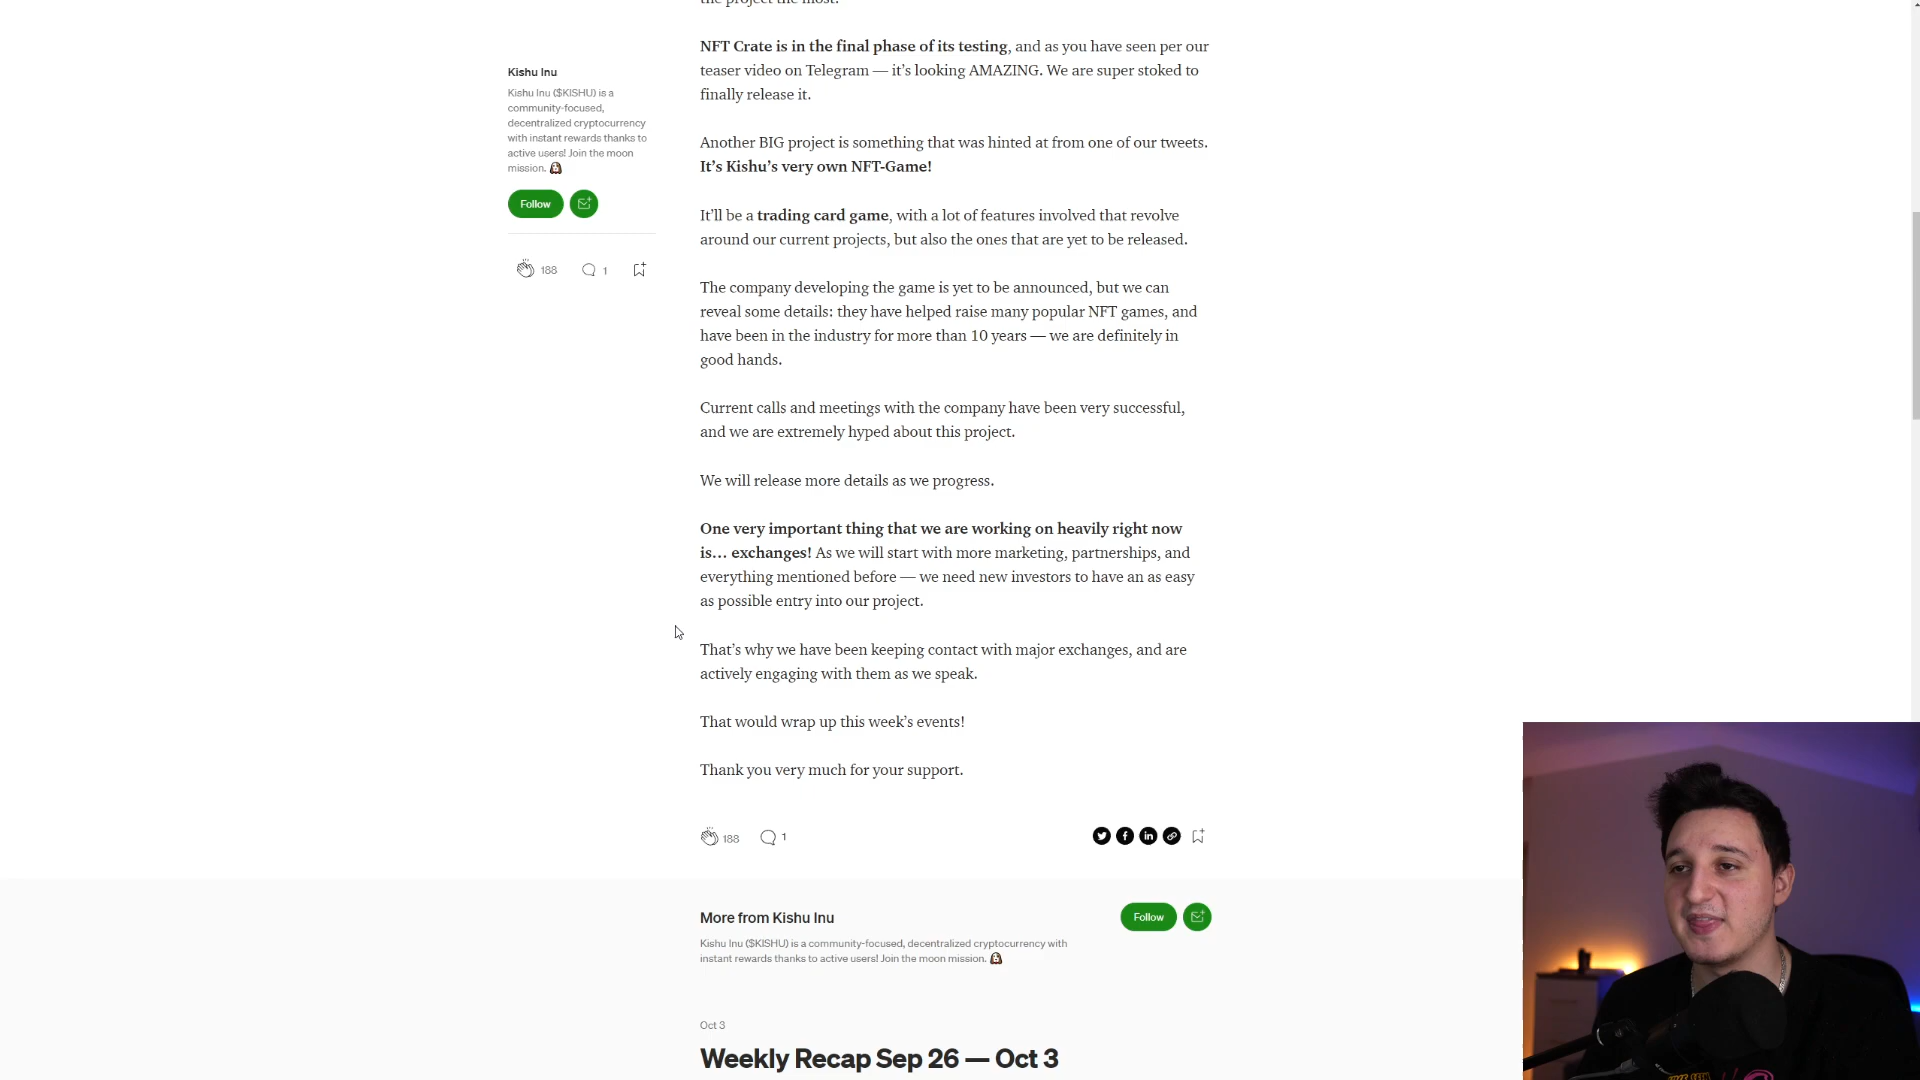 the project the most.
NFT Crate is in the final phase of its testing, and as you have seen per our
teaser video on Telegram — it’s looking AMAZING. We are super stoked to
finally release it.
Kishu Inu
Kishu Inu ($KISHU) is a
community-focused,
decentralized cryptocurrency
with instant rewards thanks to
active users! Join the moon
mission.
Follow
188
1
Another BIG project is something that was hinted at from one of our tweets.
It’s Kishu’s very own NFT-Game!
It’ll be a trading card game, with a lot of features involved that revolve
around our current projects, but also the ones that are yet to be released.
The company developing the game is yet to be announced, but we can
reveal some details: they have helped raise many popular NFT games, and
have been in the industry for more than 10 years — we are definitely in
good hands.
Current calls and meetings with the company have been very successful,
and we are extremely hyped about this project.
We will release more details as we progress.
One very important thing that we are working on heavily right now
is… exchanges! As we will start with more marketing, partnerships, and
everything mentioned before — we need new investors to have an as easy
as possible entry into our project.
That’s why we have been keeping contact with major exchanges, and are
actively engaging with them as we speak.
That would wrap up this week’s events!
Thank you very much for your support.
188
1
More from Kishu Inu
Follow
Kishu Inu ($KISHU) is a community-focused, decentralized cryptocurrency with
instant rewards thanks to active users! Join the moon mission.
Oct 3
Weekly Recap Sep 26 — Oct 3